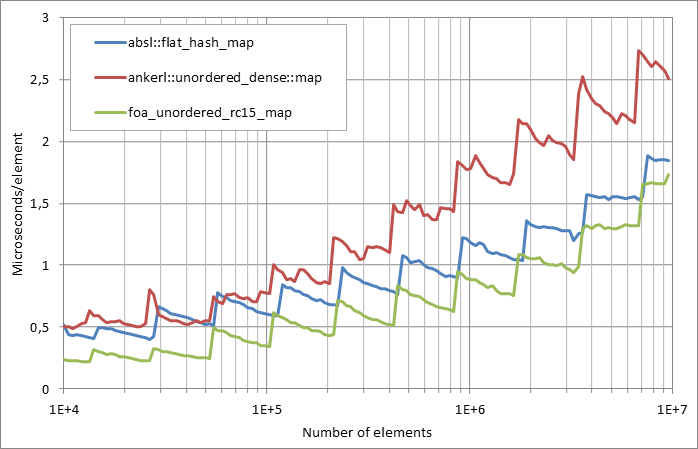 3
absl::flat_hash_map
ankerl::unordered_dense::map
foa_unordered_rc15_map
2,5
2
1,5
1
0,5
0
Microseconds/slement
1E+4 1E+5 1E+6 1E+7
Number of elements